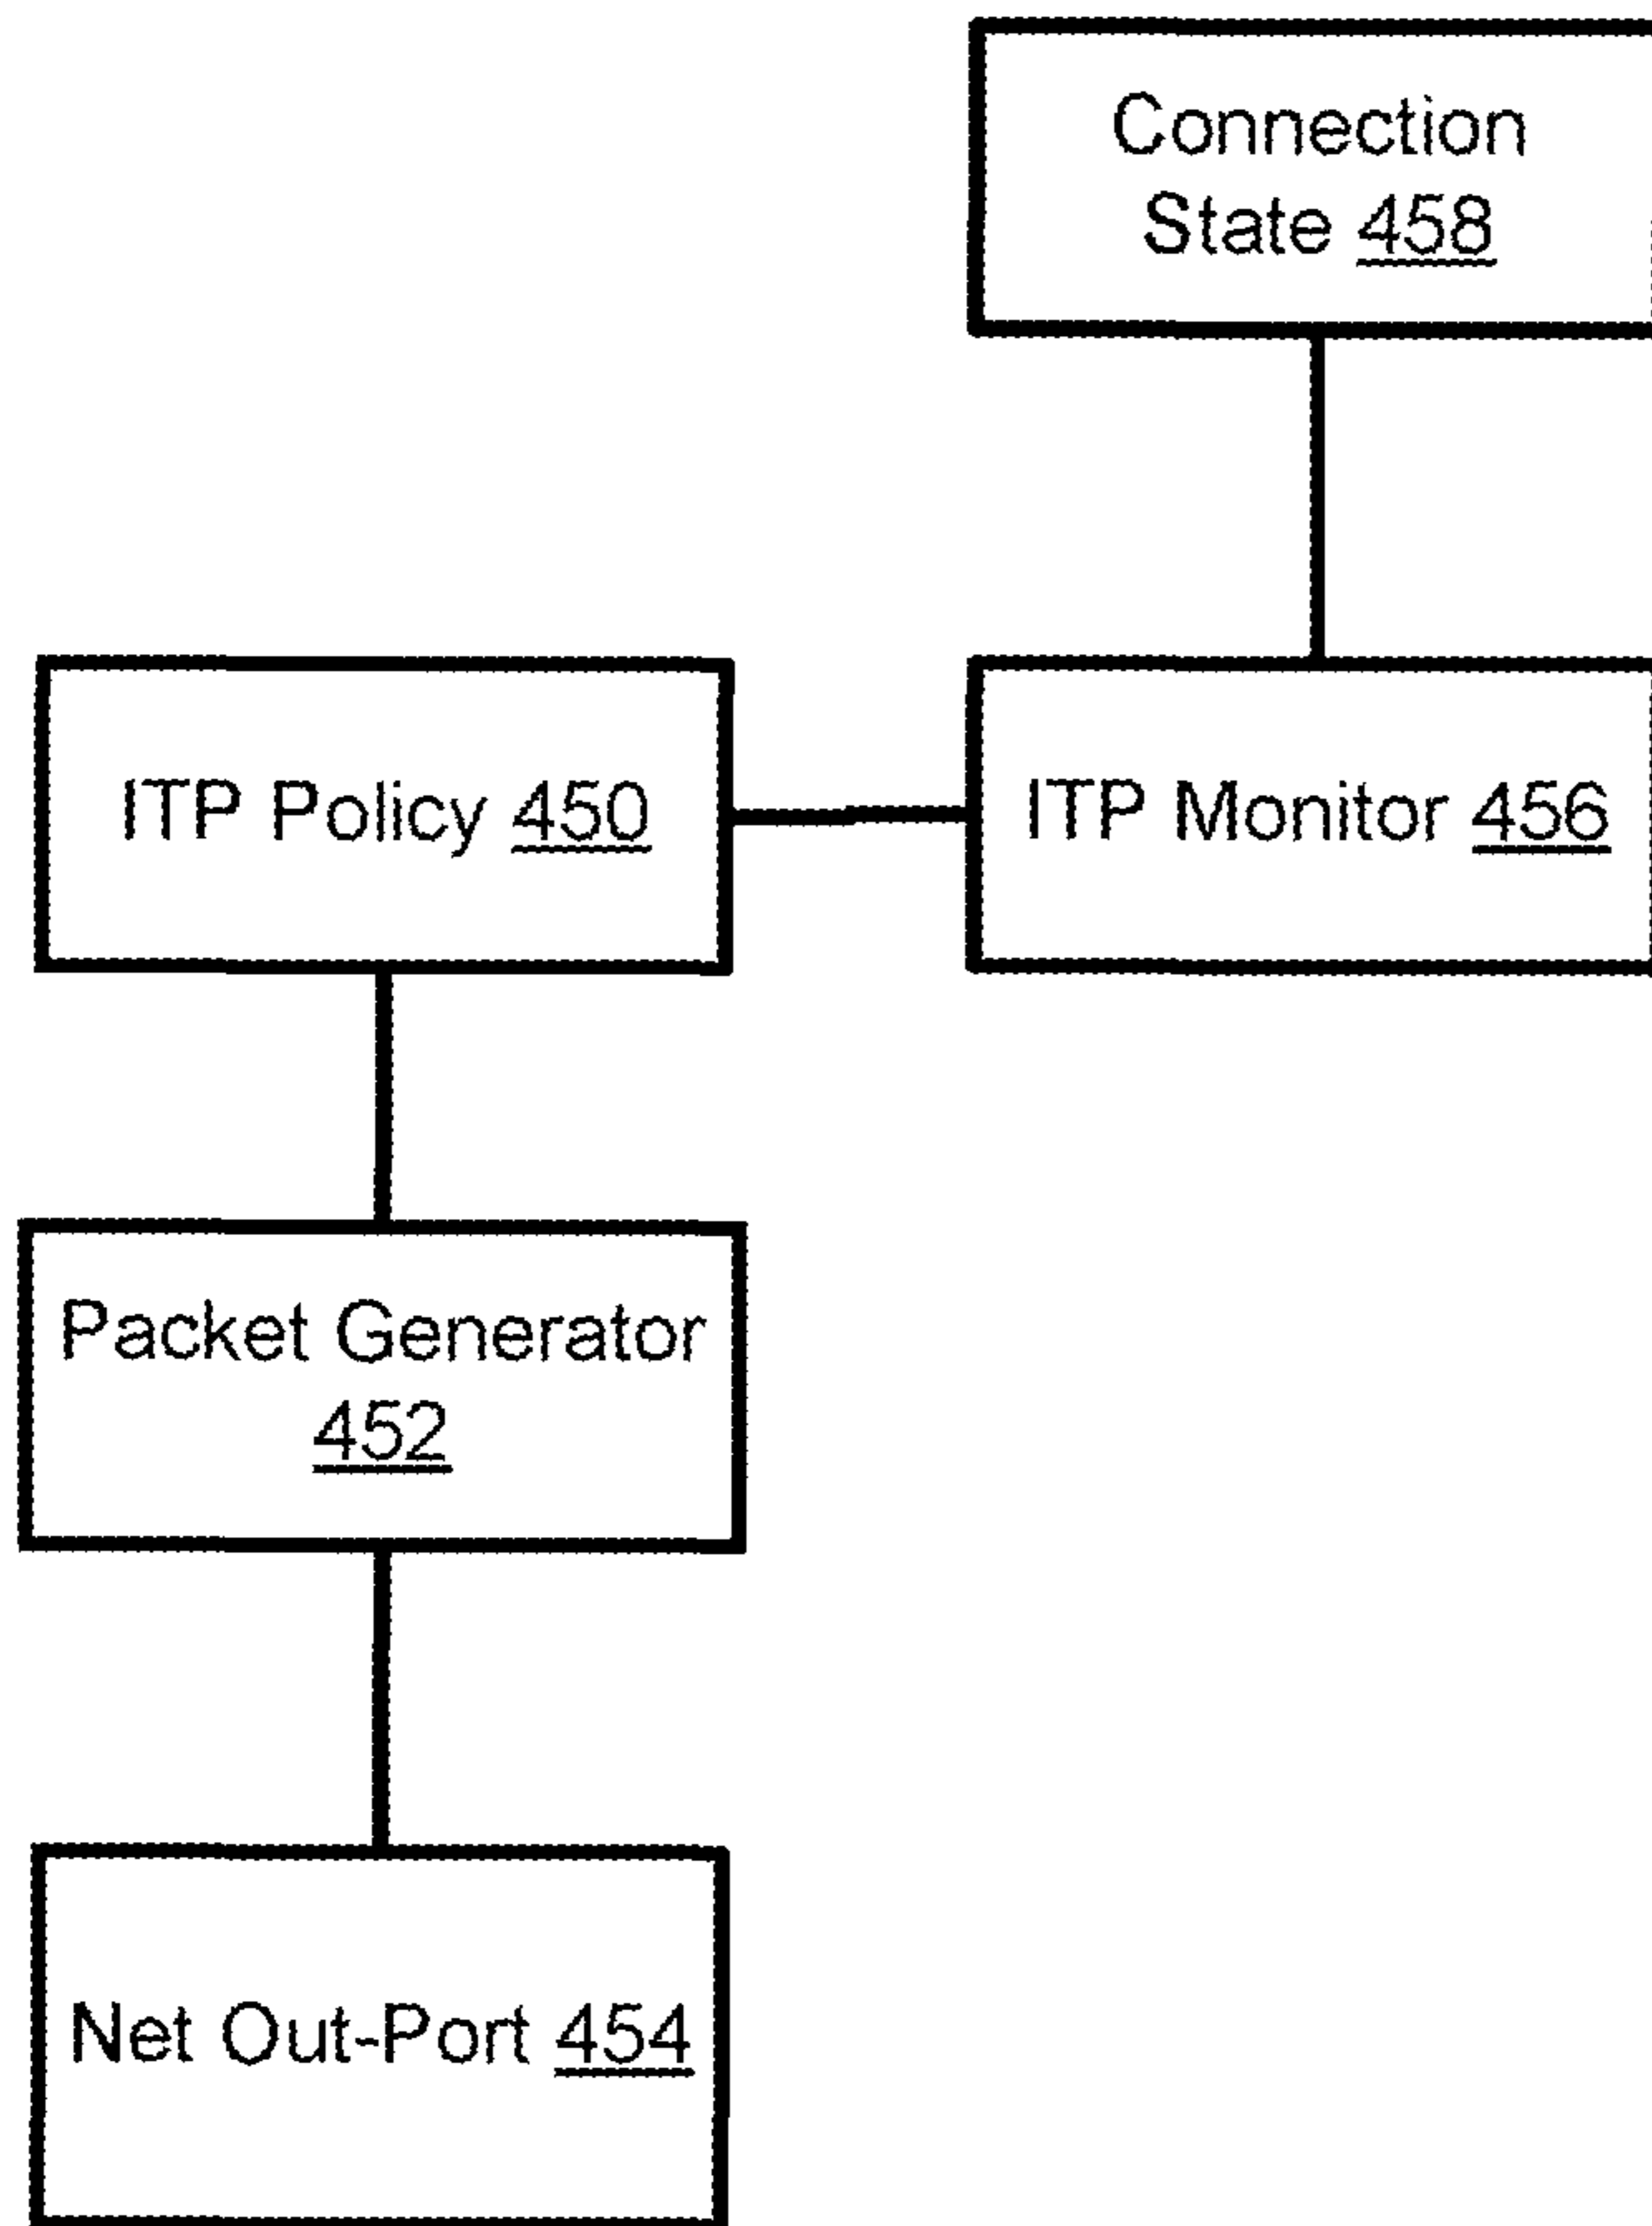 Connection
State 458
ITP Policy 450
ITP Monitor 456
Packet Generator
452
Net Out-Port 454